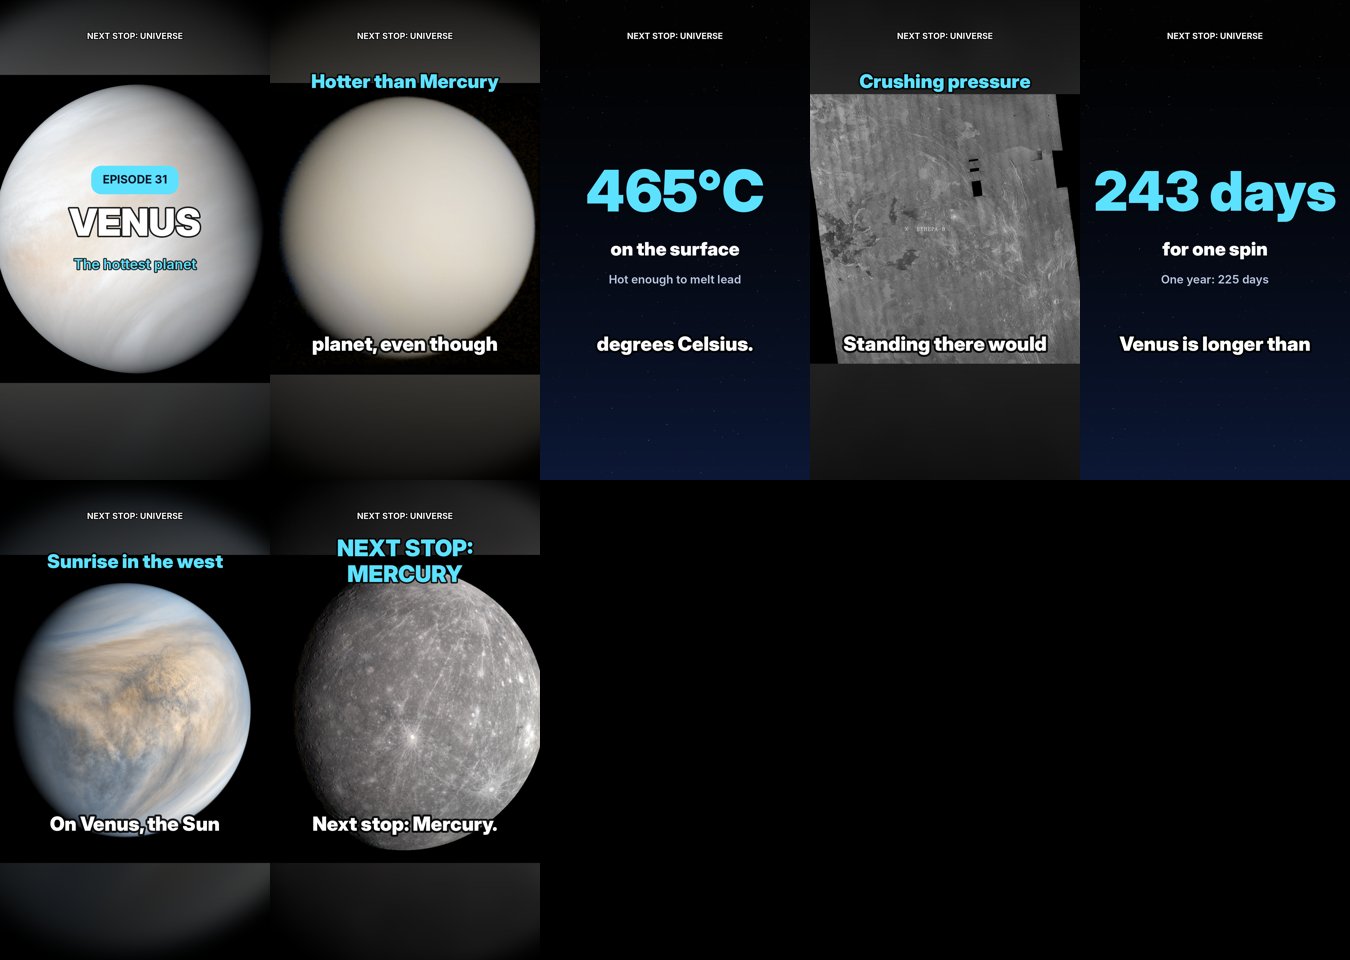 NEXT STOP: UNIVERSE
EPISODE 31
VENUS
The hottest planet
NEXT STOP: UNIVERSE
Hotter than Mercury
planet, even though
NEXT STOP: UNIVERSE
465°C
on the surface
Hot enough to melt lead
degrees Celsius.
NEXT STOP: UNIVERSE
Crushing pressure
Standing there would
NEXT STOP: UNIVERSE
243 days
for one spin
One year: 225 days
Venus is longer than
NEXT STOP: UNIVERSE
Sunrise in the west
On Venus, the Sun
NEXT STOP: UNIVERSE
NEXT STOP:
MERCURY
Next stop: Mercury.